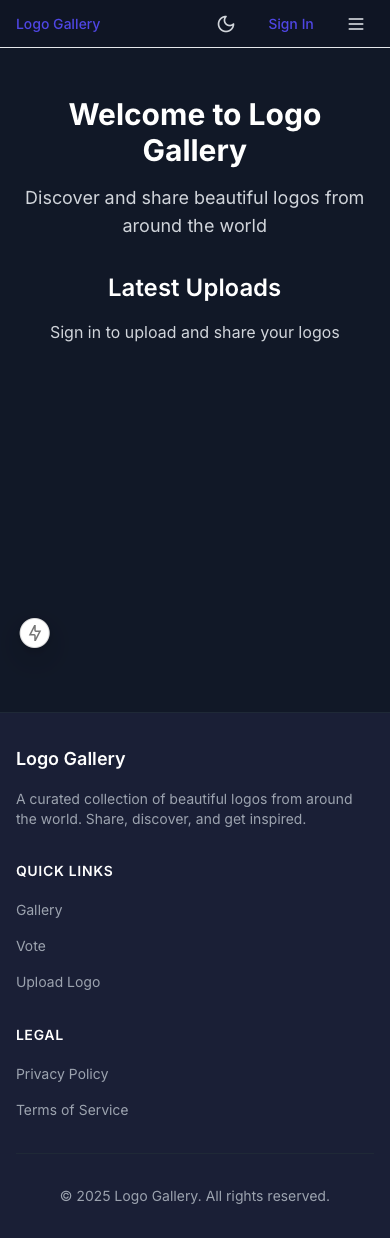 Logo Gallery
Sign In
Welcome to Logo
Gallery
Discover and share beautiful logos from
around the world
Latest Uploads
Sign in to upload and share your logos
Logo Gallery
A curated collection of beautiful logos from around
the world. Share, discover, and get inspired.
QUICK LINKS
Gallery
Vote
Upload Logo
LEGAL
Privacy Policy
Terms of Service
© 2025 Logo Gallery. All rights reserved.